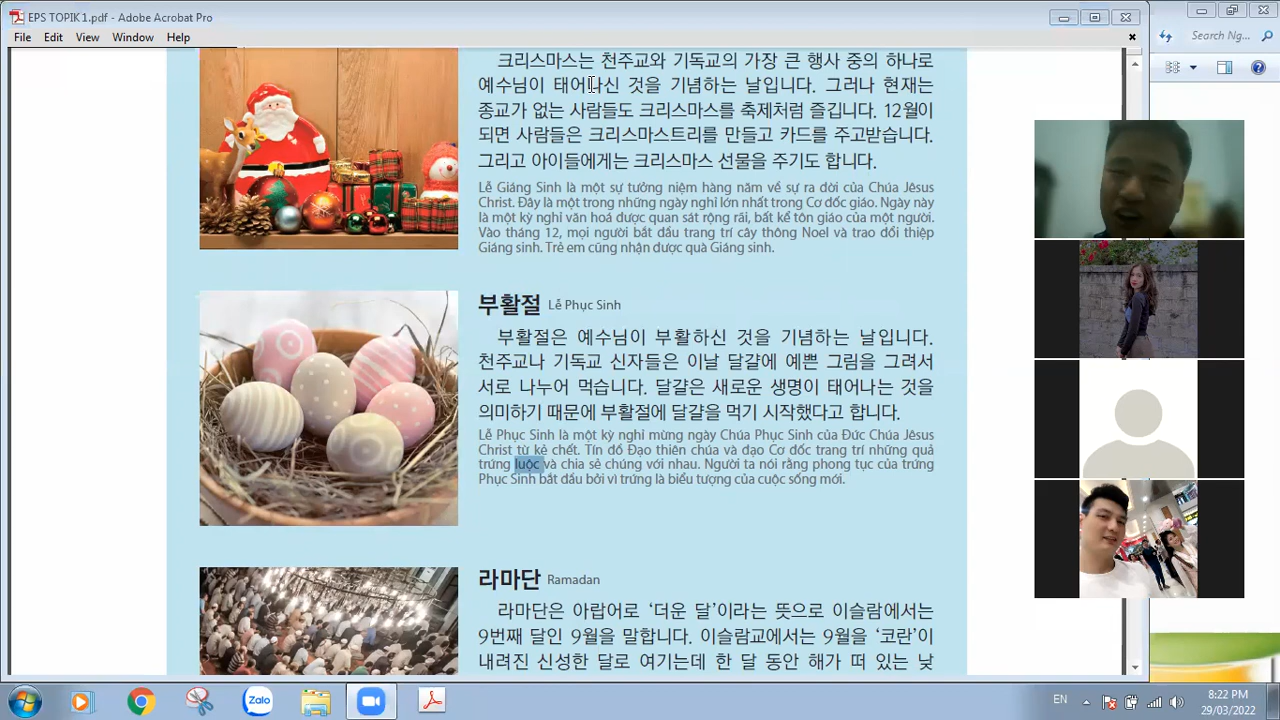 EPS TOPIK 1.pdf - Adobe Acrobat Pro
File Edit View Window Help
Search Ng...
크리스마스는 천주교와 기독교의 가장 큰 행사 중의 하나로
예수님이 태어나신 것을 기념하는 날입니다. 그러나 현재는
종교가 없는 사람들도 크리스마스를 축제처럼 즐깁니다. 12월이
되면 사람들은 크리스마스트리를 만들고 카드를 주고받습니다.
그리고 아이들에게는 크리스마스 선물을 주기도 합니다.
Lễ Giáng Sinh là một sự tưởng niệm hàng năm về sự ra đời của Chúa Jêsus
Christ. Đây là một trong những ngày nghỉ lớn nhất trong Cơ đốc giáo. Ngày này
là một kỳ nghỉ văn hoá được quan sát rộng rãi, bất kể tôn giáo của một người.
Vào tháng 12, mọi người bắt đầu trang trí cây thông Noel và trao đổi thiệp
Giáng sinh. Trẻ em cũng nhận được quà Giáng sinh.
부활절 Lễ Phục Sinh
부활절은 예수님이 부활하신 것을 기념하는 날입니다.
천주교나 기독교 신자들은 이날 달걀에 예쁜 그림을 그려서
서로 나누어 먹습니다. 달걀은 새로운 생명이 태어나는 것을
의미하기 때문에 부활절에 달걀을 먹기 시작했다고 합니다.
Lễ Phục Sinh là một kỳ nghỉ mừng ngày Chúa Phục Sinh của Đức Chúa Jêsus
Christ từ kẻ chết. Tín đồ Đạo thiên chúa và đạo Cơ đốc trang trí những quả
trứng luộc và chia sẻ chúng với nhau. Người ta nói rằng phong tục của trứng
Phục Sinh bắt đầu bởi vì trứng là biểu tượng của cuộc sống mới.
라마단 Ramadan
라마단은 아랍어로 ‘더운 달’이라는 뜻으로 이슬람에서는
9번째 달인 9월을 말합니다. 이슬람교에서는 9월을 ‘코란’이
내려진 신성한 달로 여기는데 한 달 동안 해가 떠 있는 낮
Zalo
EN
8:22 PM
29/03/2022